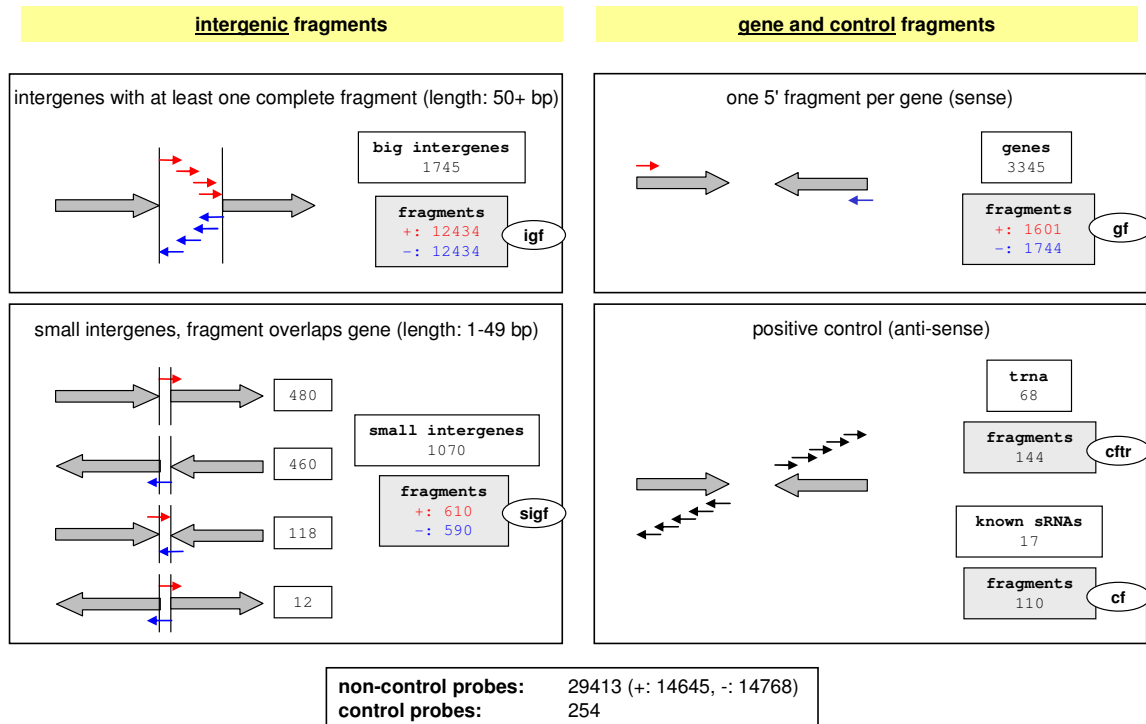 intergenic fragments
gene and control fragments
intergenes with at least one complete fragment (length: 50+ bp)
big intergenes
1745
fragments
+: 12434
-: 12434
igf
one 5' fragment per gene (sense)
genes
3345
fragments
+: 1601
-: 1744
gf
small intergenes, fragment overlaps gene (length: 1-49 bp)
480
460
118
12
small intergenes
1070
fragments
+: 610
-: 590
sigf
positive control (anti-sense)
trna
68
fragments
144
cftr
known sRNAs
17
fragments
110
cf
non-control probes: 29413 (+: 14645, -: 14768)
control probes: 254